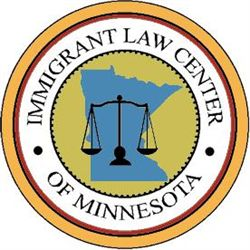 IMMIGRANT LAW CENTER
OF MINNESOTA